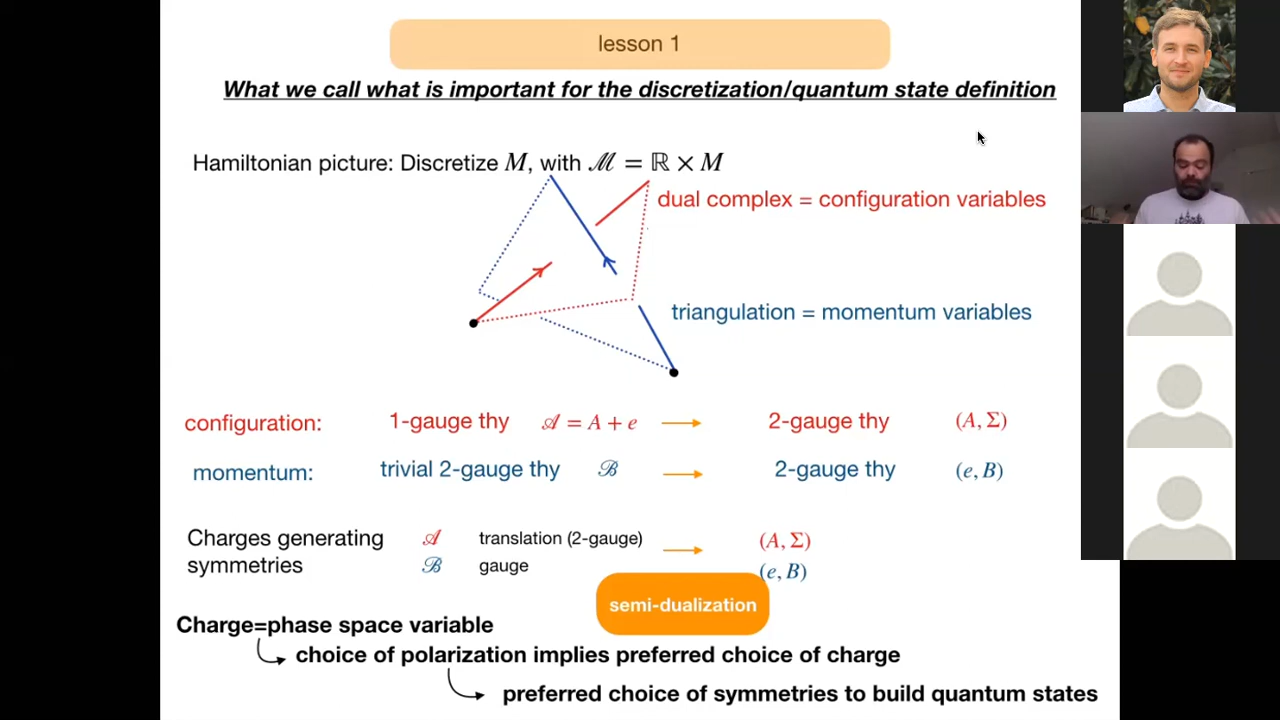 lesson 1
What we call what is important for the discretization/quantum state definition
Hamiltonian picture: Discretize M, with ℳ = ℝ × M
dual complex = configuration variables
triangulation = momentum variables
configuration: 1-gauge thy 𝒜 = A + e → 2-gauge thy (A, Σ)
momentum: trivial 2-gauge thy ℬ → 2-gauge thy (e, B)
Charges generating symmetries
𝒜 translation (2-gauge) → (A, Σ)
ℬ gauge (e, B)
semi-dualization
Charge=phase space variable
choice of polarization implies preferred choice of charge
preferred choice of symmetries to build quantum states